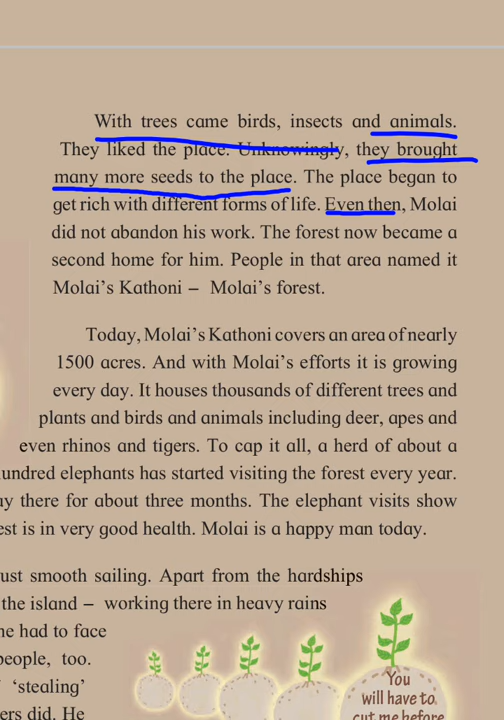 With trees came birds, insects and animals.
They liked the place. Unknowingly, they brought
many more seeds to the place. The place began to
get rich with different forms of life. Even then, Molai
did not abandon his work. The forest now became a
second home for him. People in that area named it
Molai’s Kathoni – Molai’s forest.
Today, Molai’s Kathoni covers an area of nearly
1500 acres. And with Molai’s efforts it is growing
every day. It houses thousands of different trees and
plants and birds and animals including deer, apes and
even rhinos and tigers. To cap it all, a herd of about a
hundred elephants has started visiting the forest every year.
there for about three months. The elephant visits show
is in very good health. Molai is a happy man today.
smooth sailing. Apart from the hardships
the island – working there in heavy rains
he had to face
people, too.
‘stealing’
did. He
You
will have to
cut me before